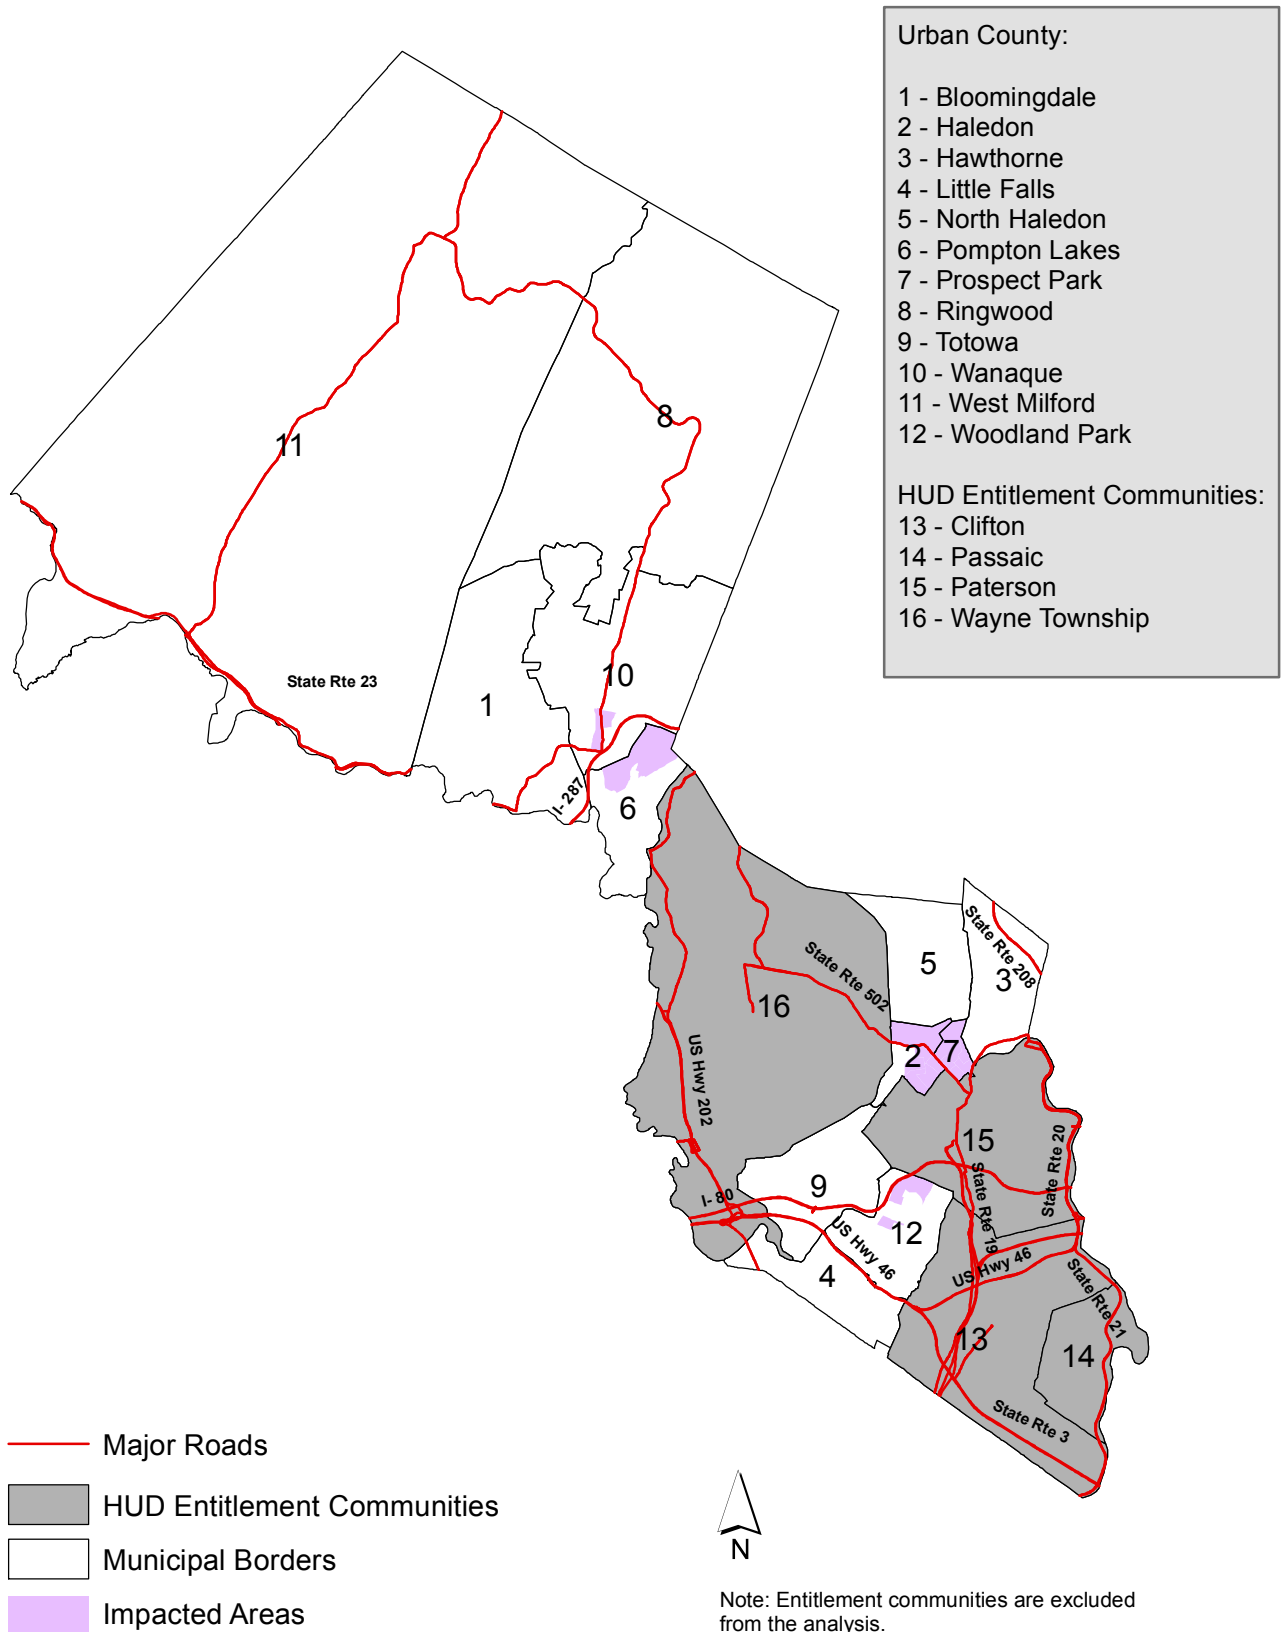 Urban County:
1 - Bloomingdale
2 - Haledon
3 - Hawthorne
4 - Little Falls
5 - North Haledon
6 - Pompton Lakes
7 - Prospect Park
8 - Ringwood
9 - Totowa
10 - Wanaque
11 - West Milford
12 - Woodland Park
HUD Entitlement Communities:
13 - Clifton
14 - Passaic
15 - Paterson
16 - Wayne Township
8
11
10
State Rte 23
1
I- 287
6
State Rte 208
5
3
State Rte 502
16
2
7
US Hwy 202
15
State Rte 20
9
State Rte 19
I- 80
12
US Hwy 46
US Hwy 46
4
State Rte 21
13
14
State Rte 3
Major Roads
HUD Entitlement Communities
Municipal Borders
Impacted Areas
N
Note: Entitlement communities are excluded
from the analysis.